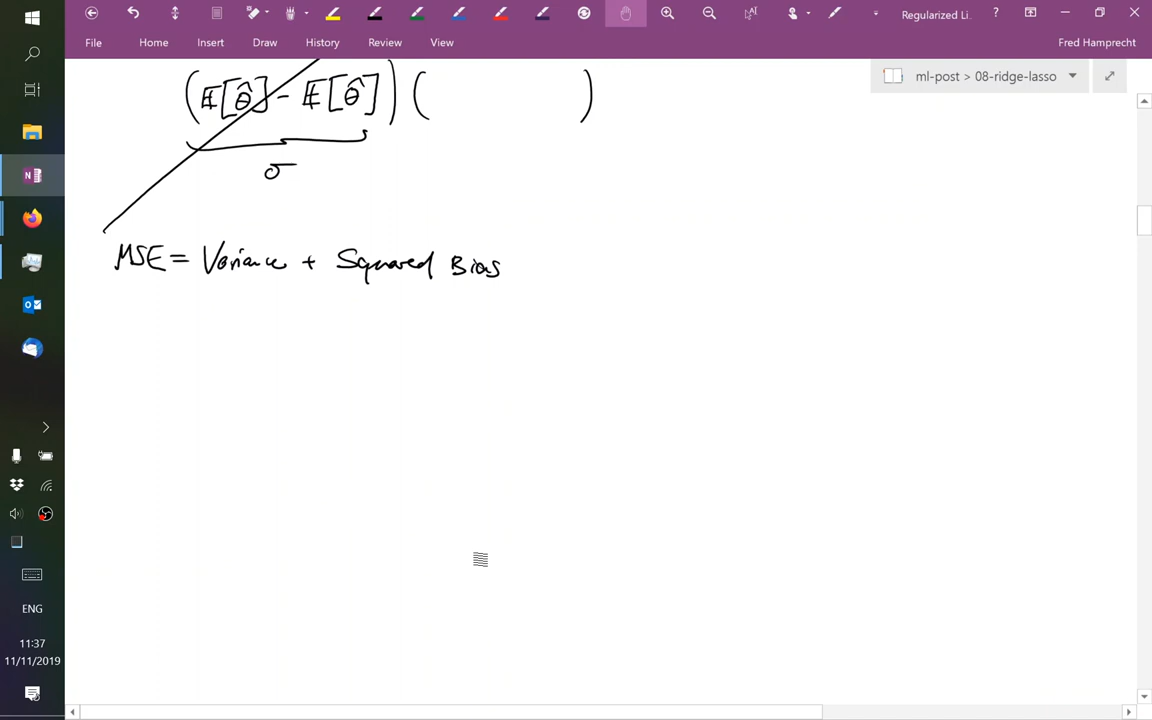 Regularized Li...
File Home Insert Draw History Review View Fred Hamprecht
ml-post > 08-ridge-lasso
(𝔼[θ̂] - 𝔼[θ̂]) ( )
MSE = Variance + Squared Bias
ENG
11:37
11/11/2019